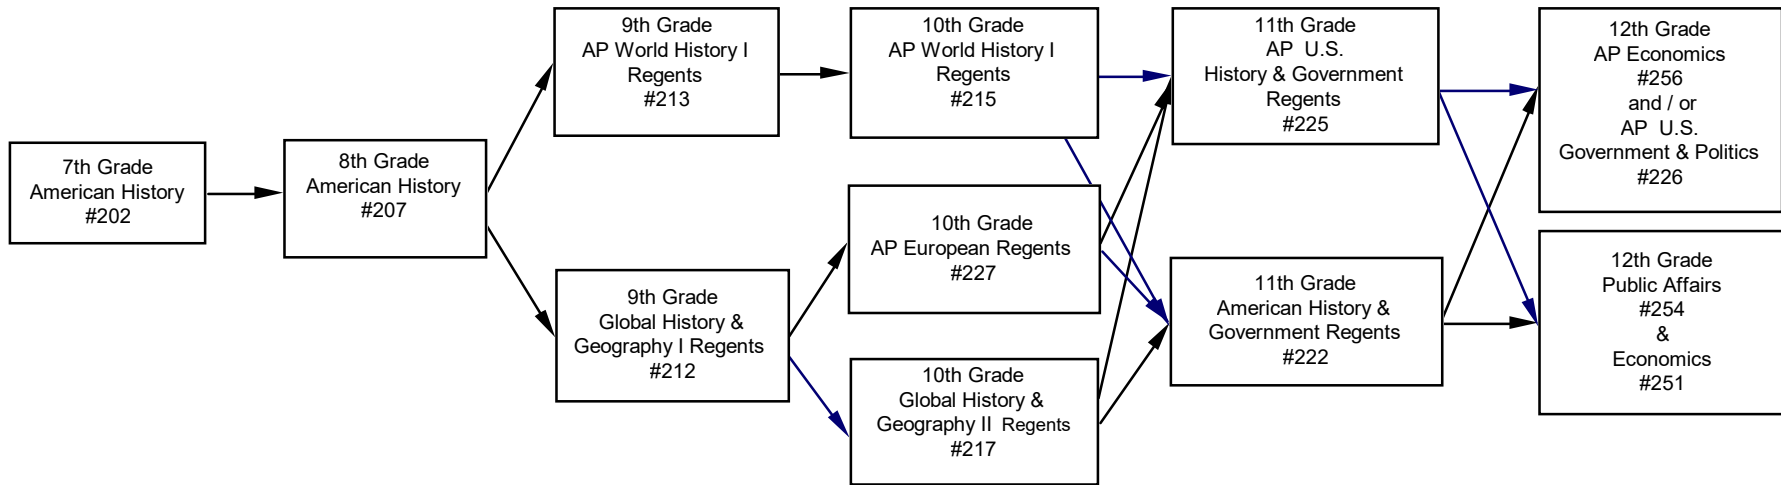 7th Grade
American History
#202
8th Grade
American History
#207
9th Grade
AP World History I
Regents
#213
9th Grade
Global History &
Geography I Regents
#212
10th Grade
AP World History I
Regents
#215
10th Grade
AP European Regents
#227
10th Grade
Global History &
Geography II Regents
#217
11th Grade
AP U.S.
History & Government
Regents
#225
11th Grade
American History &
Government Regents
#222
12th Grade
AP Economics
#256
and / or
AP U.S.
Government & Politics
#226
12th Grade
Public Affairs
#254
&
Economics
#251